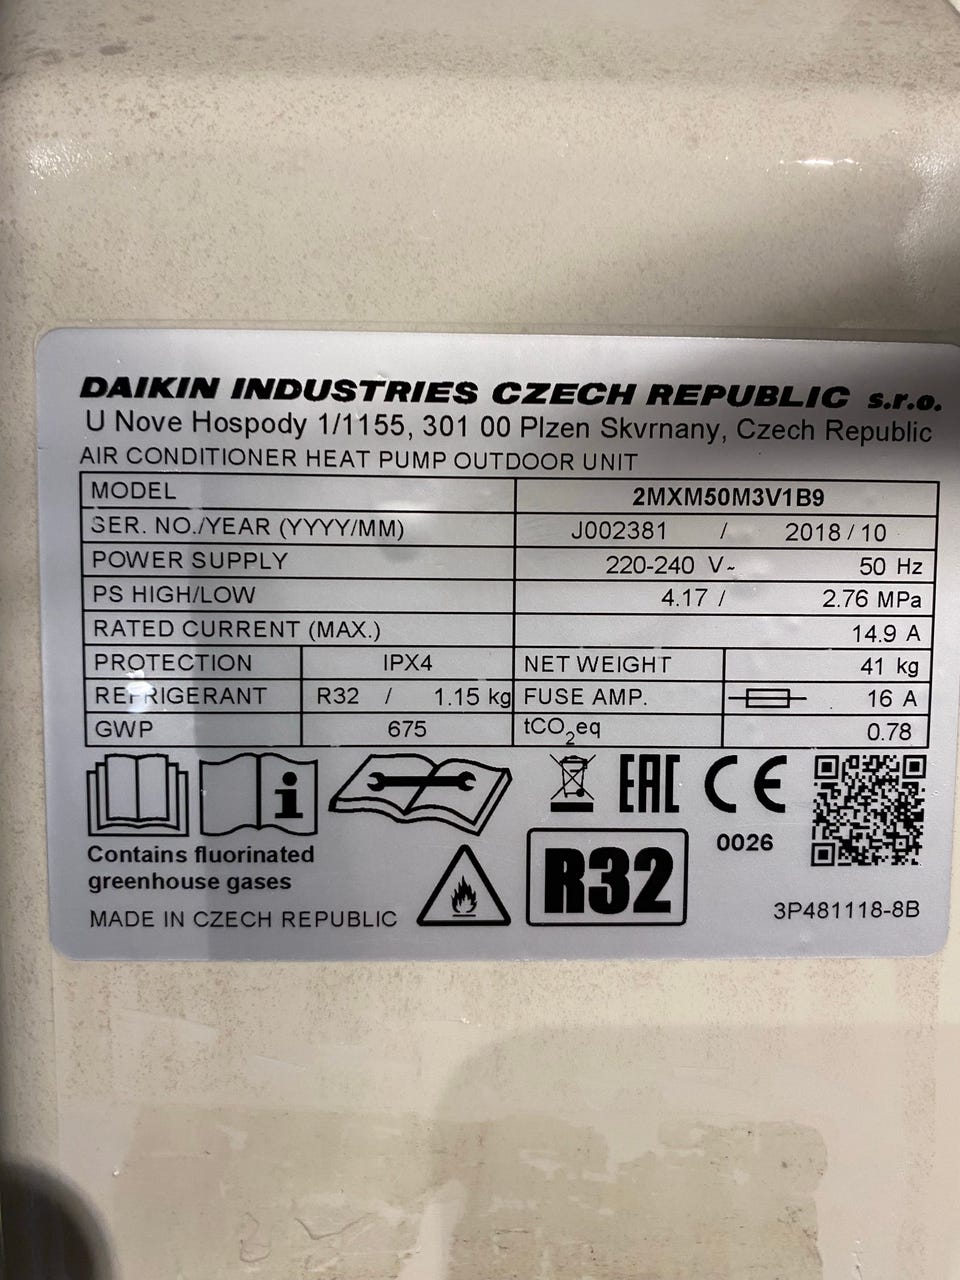 DAIKIN INDUSTRIES CZECH REPUBLIC s.r.o.
U Nove Hospody 1/1155, 301 00 Plzen Skvrnany, Czech Republic
AIR CONDITIONER HEAT PUMP OUTDOOR UNIT
MODEL 2MXM50M3V1B9
SER. NO./YEAR (YYYY/MM) J002381 / 2018/10
POWER SUPPLY 220-240 V~ 50 Hz
PS HIGH/LOW 4.17 / 2.76 MPa
RATED CURRENT (MAX.) 14.9 A
PROTECTION IPX4 NET WEIGHT 41 kg
REFRIGERANT R32 / 1.15 kg FUSE AMP. 16 A
GWP 675 tCO₂eq 0.78
EAC CE
0026
Contains fluorinated
greenhouse gases
R32
MADE IN CZECH REPUBLIC
3P481118-8B